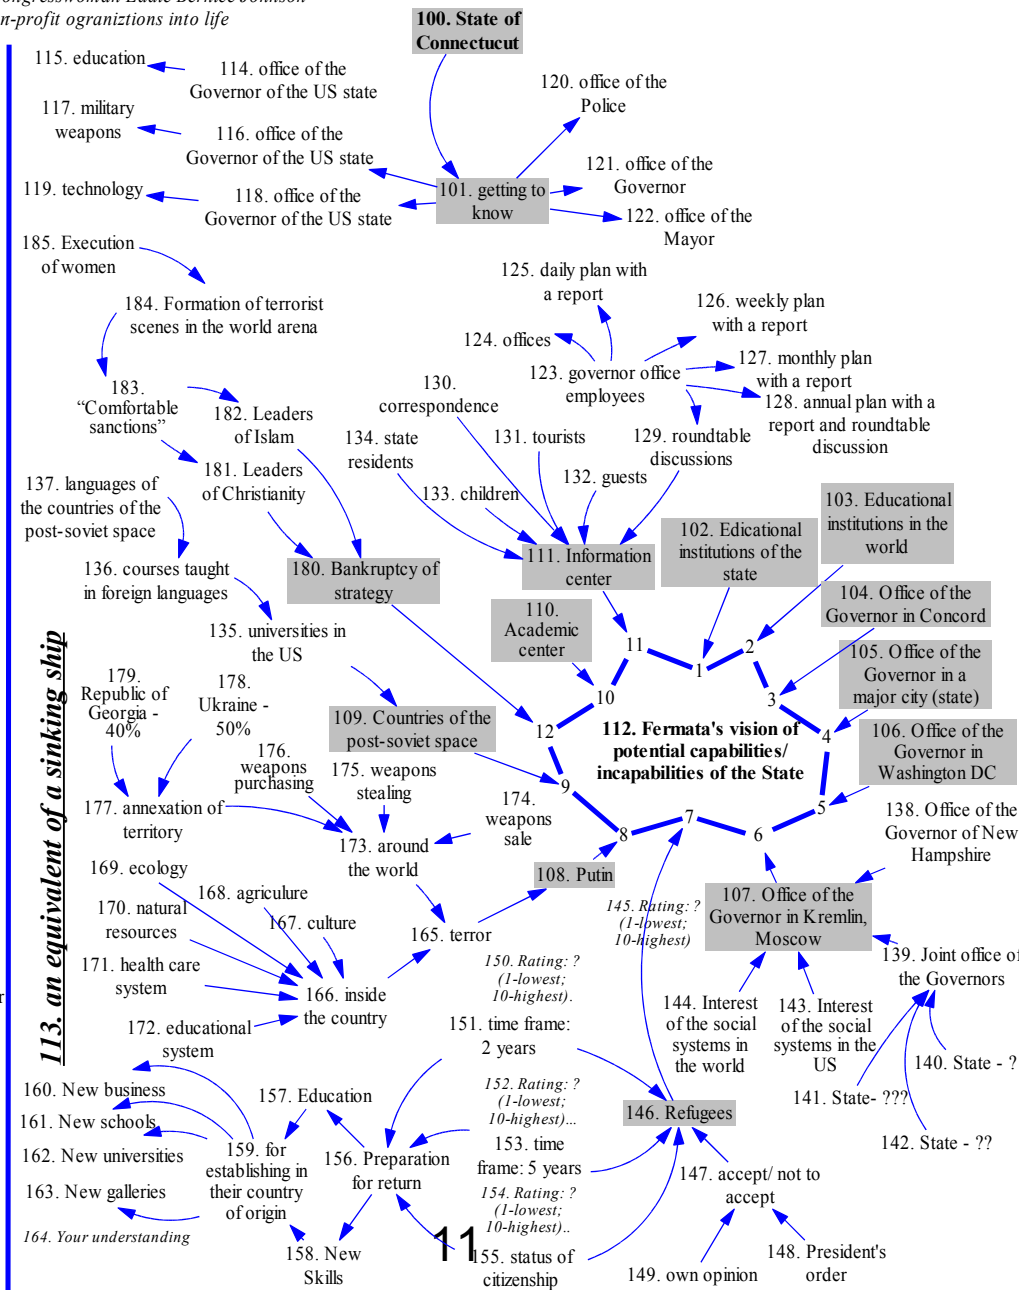 ongresswoman Eddie Bernice Johnson
n-profit ograniztions into life
100. State of
Connectucut
115. education
114. office of the
Governor of the US state
120. office of the
Police
117. military
weapons
116. office of the
Governor of the US state
121. office of the
Governor
119. technology
118. office of the
Governor of the US state
101. getting to
know
122. office of the
Mayor
185. Execution
of women
125. daily plan with
a report
184. Formation of terrorist
scenes in the world arena
126. weekly plan
with a report
124. offices
123. governor office
employees
127. monthly plan
with a report
183.
“Comfortable
sanctions”
182. Leaders
of Islam
130.
correspondence
128. annual plan with a
report and roundtable
discussion
134. state
residents
131. tourists
129. roundtable
discussions
181. Leaders
of Christianity
132. guests
133. children
137. languages of
the countries of the
post-soviet space
103. Educational
institutions in the
world
102. Edicational
institutions of the
state
111. Information
center
136. courses taught
in foreign languages
180. Bankruptcy of
strategy
110.
Academic
center
104. Office of the
Governor in Concord
135. universities in
the US
105. Office of the
Governor in a
major city (state)
11
1
2
3
4
5
6
7
8
9
10
12
113. an equivalent of a sinking ship
179.
Republic of
Georgia -
40%
178.
Ukraine -
50%
109. Countries of the
post-soviet space
112. Fermata's vision of
potential capabilities/
incapabilities of the State
106. Office of the
Governor in
Washington DC
176.
weapons
purchasing
175. weapons
stealing
177. annexation of
territory
174.
weapons
sale
138. Office of the
Governor of New
Hampshire
173. around
the world
169. ecology
168. agriculure
108. Putin
107. Office of the
Governor in Kremlin,
Moscow
170. natural
resources
167. culture
145. Rating: ?
(1-lowest;
10-highest)
165. terror
171. health care
system
150. Rating: ?
(1-lowest;
10-highest).
139. Joint office of
the Governors
r
166. inside
the country
144. Interest
of the social
systems in
the world
143. Interest
of the social
systems in the
US
172. educational
system
151. time frame:
2 years
140. State - ?
160. New business
157. Education
152. Rating: ?
(1-lowest;
10-highest)...
141. State- ???
146. Refugees
161. New schools
142. State - ??
162. New universities
159. for
establishing in
their country
of origin
156. Preparation
for return
153. time
frame: 5 years
147. accept/ not to
accept
163. New galleries
154. Rating: ?
(1-lowest;
10-highest)..
164. Your understanding
158. New
Skills
11
155. status of
citizenship
149. own opinion
148. President's
order